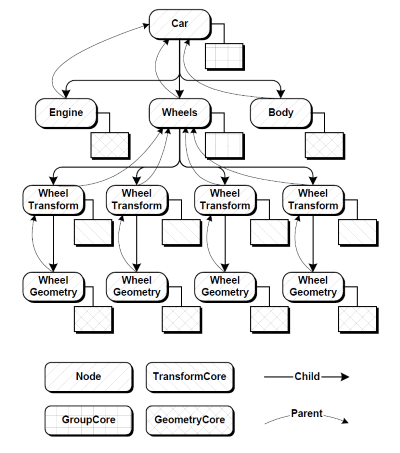 Car
Engine
Wheels
Body
Wheel
Transform
Wheel
Transform
Wheel
Transform
Wheel
Transform
Wheel
Geometry
Wheel
Geometry
Wheel
Geometry
Wheel
Geometry
Node
TransformCore
Child
GroupCore
GeometryCore
Parent